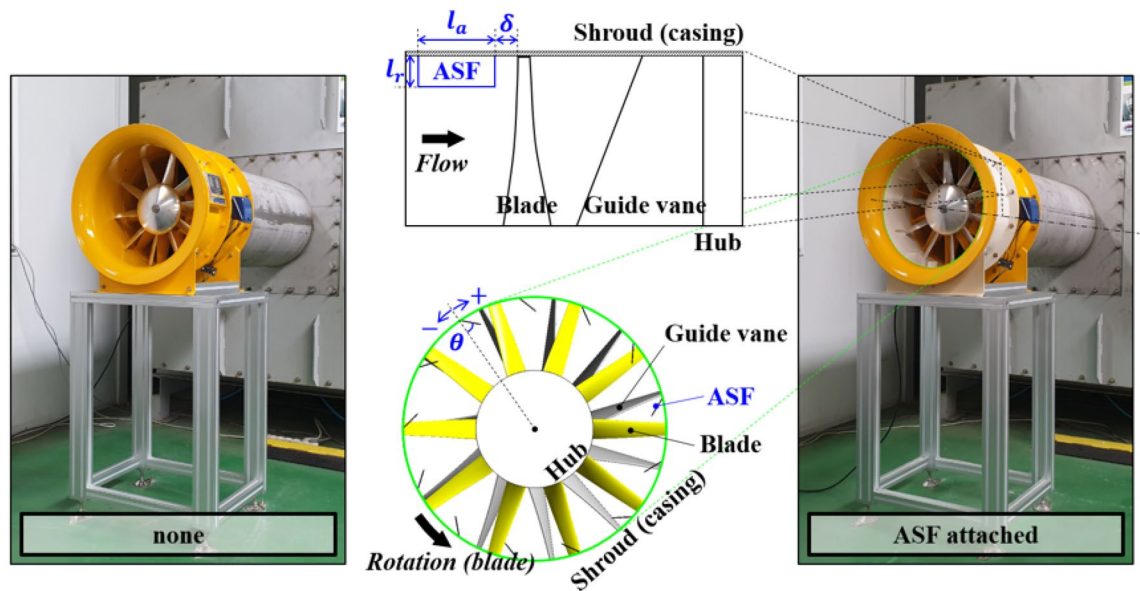 l_a
δ
Shroud (casing)
l_r
ASF
Flow
Blade
Guide vane
Hub
+
−
θ
Guide vane
ASF
Blade
Hub
Shroud (casing)
Rotation (blade)
none
ASF attached